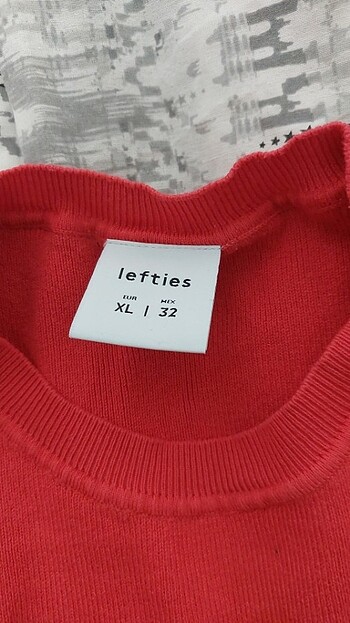 lefties
EUR MEX
XL | 32